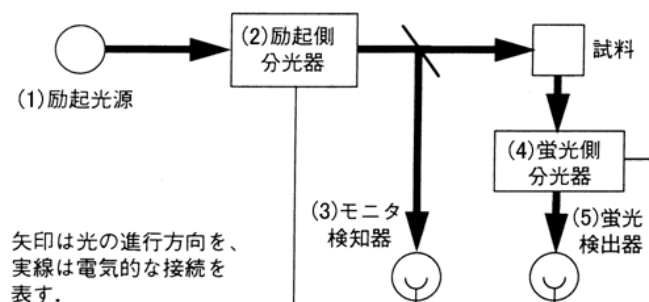 (2)励起側
分光器
試料
(1)励起光源
(4)蛍光側
分光器
(3)モニタ
検知器
(5)蛍光
検出器
矢印は光の進行方向を、
実線は電気的な接続を
表す.